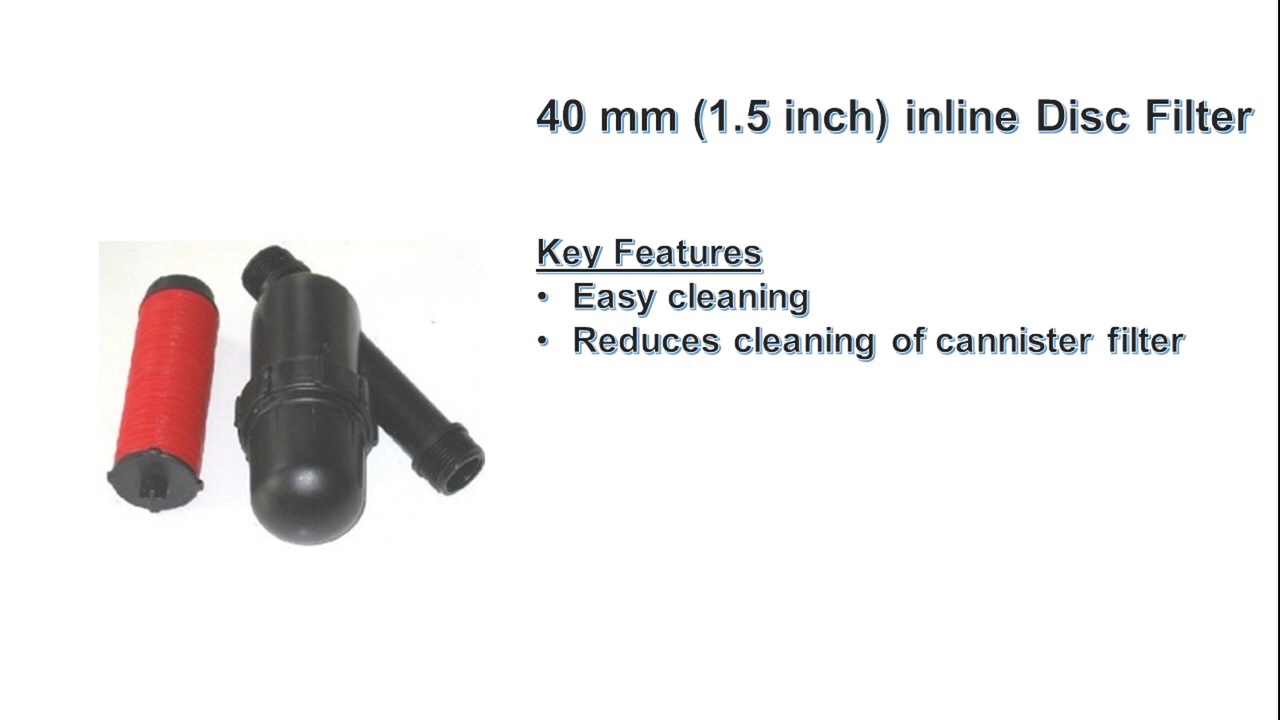 40 mm (1.5 inch) inline Disc Filter
Key Features
• Easy cleaning
• Reduces cleaning of cannister filter